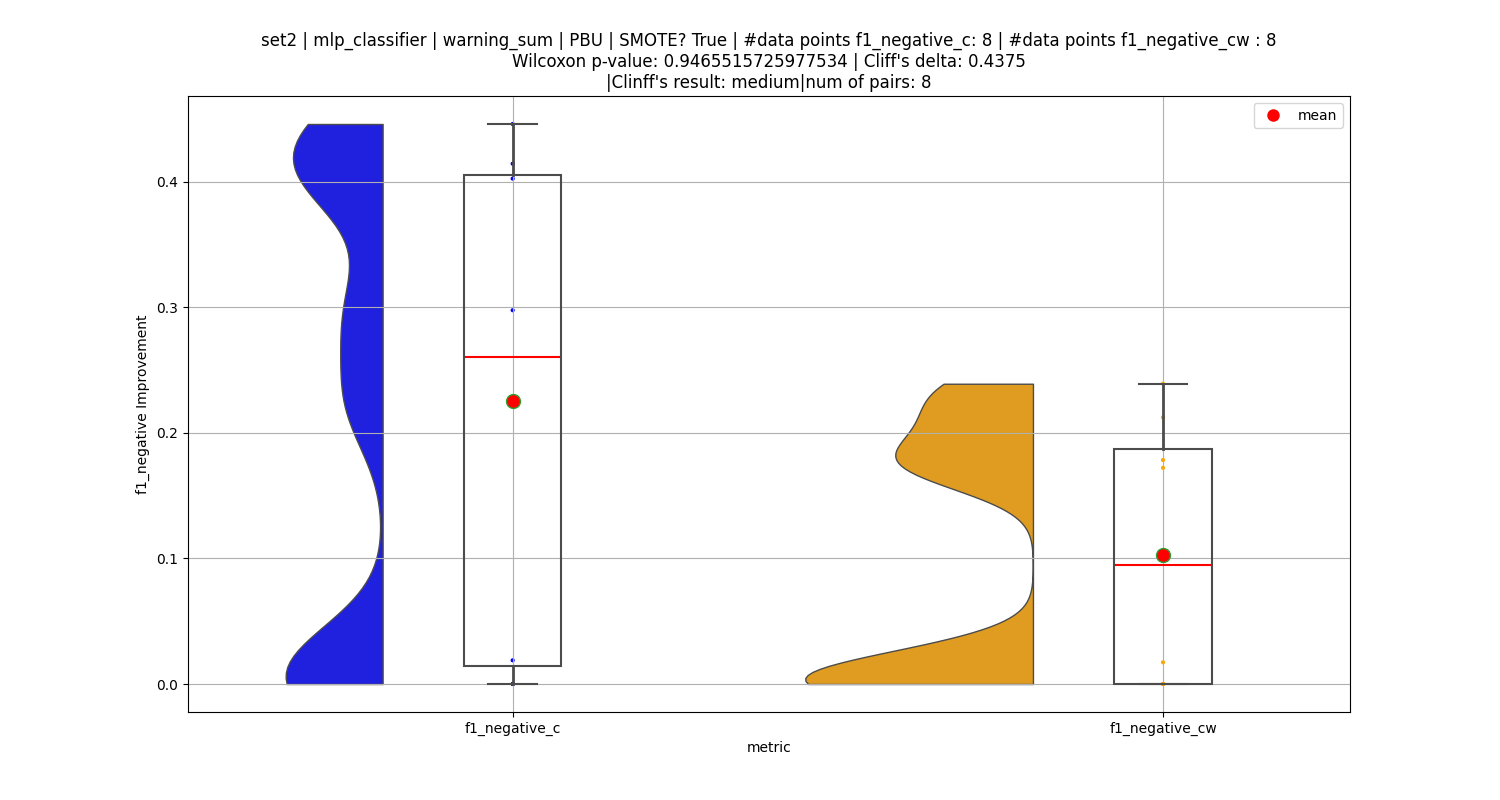 set2 | mlp_classifier | warning_sum | PBU | SMOTE? True | #data points f1_negative_c: 8 | #data points f1_negative_cw : 8
Wilcoxon p-value: 0.9465515725977534 | Cliff's delta: 0.4375
|Clinff's result: medium|num of pairs: 8
mean
0.4
0.3
0.2
0.1
0.0
f1_negative Improvement
f1_negative_c
f1_negative_cw
metric